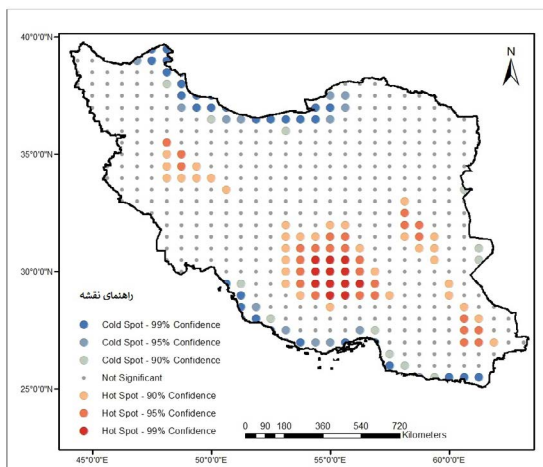 40°0'0"N
N
35°0'0"N
30°0'0"N
25°0'0"N
راهنمای نقشه
Cold Spot - 99% Confidence
Cold Spot - 95% Confidence
Cold Spot - 90% Confidence
Not Significant
Hot Spot - 90% Confidence
Hot Spot - 95% Confidence
Hot Spot - 99% Confidence
0 90 180 360 540 720
Kilometers
45°0'0"E 50°0'0"E 55°0'0"E 60°0'0"E